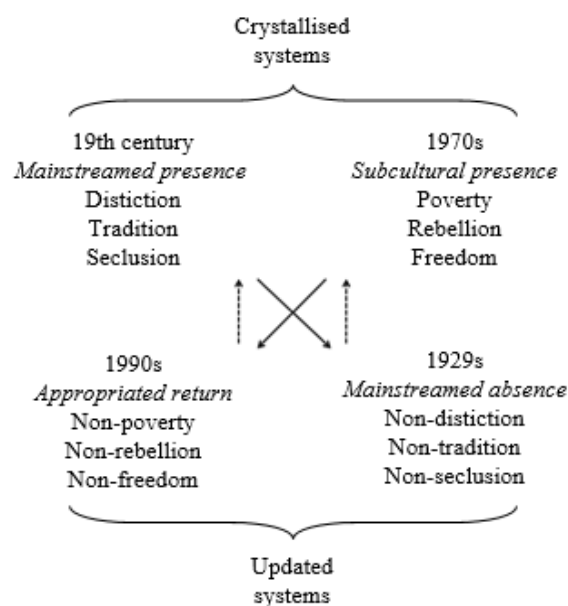 Crystallised
systems
19th century
Mainstreamed presence
Distiction
Tradition
Seclusion
1970s
Subcultural presence
Poverty
Rebellion
Freedom
1990s
Appropriated return
Non-poverty
Non-rebellion
Non-freedom
1929s
Mainstreamed absence
Non-distiction
Non-tradition
Non-seclusion
Updated
systems